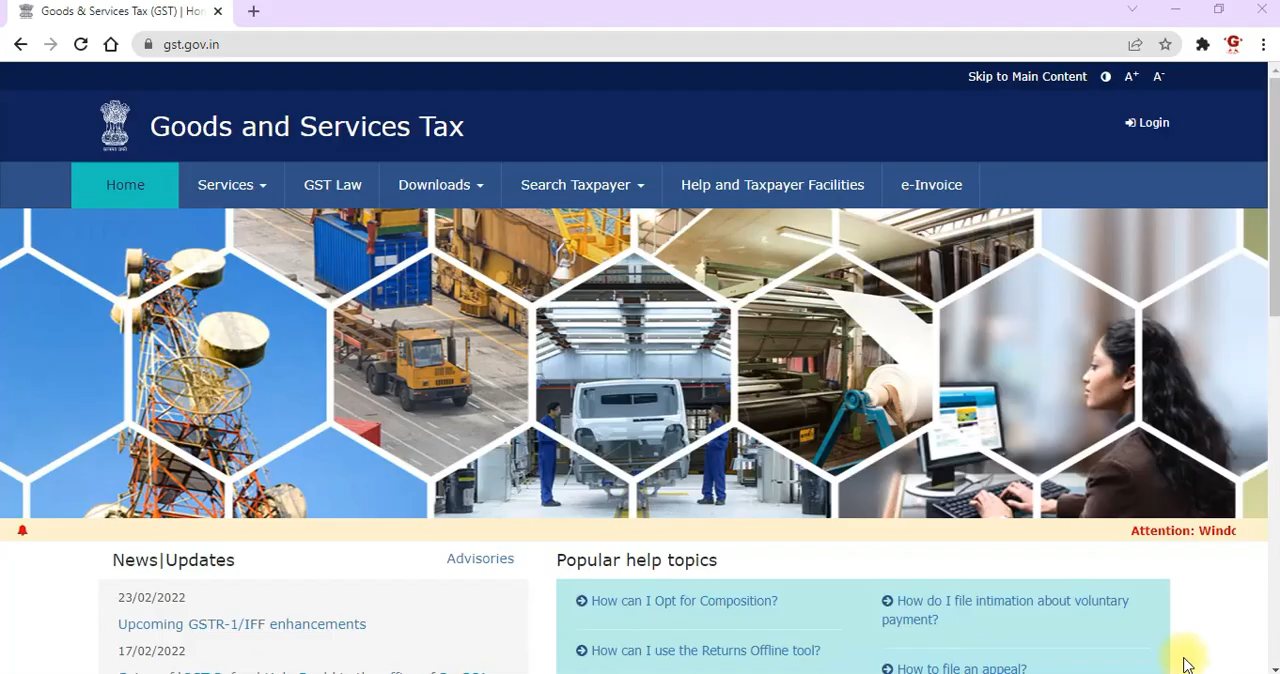 Goods & Services Tax (GST) | Hom
gst.gov.in
Skip to Main Content A+ A-
Goods and Services Tax
Login
Home Services GST Law Downloads Search Taxpayer Help and Taxpayer Facilities e-Invoice
Attention: Windo
News|Updates Advisories
23/02/2022
Upcoming GSTR-1/IFF enhancements
17/02/2022
Popular help topics
How can I Opt for Composition?
How can I use the Returns Offline tool?
How do I file intimation about voluntary
payment?
How to file an appeal?